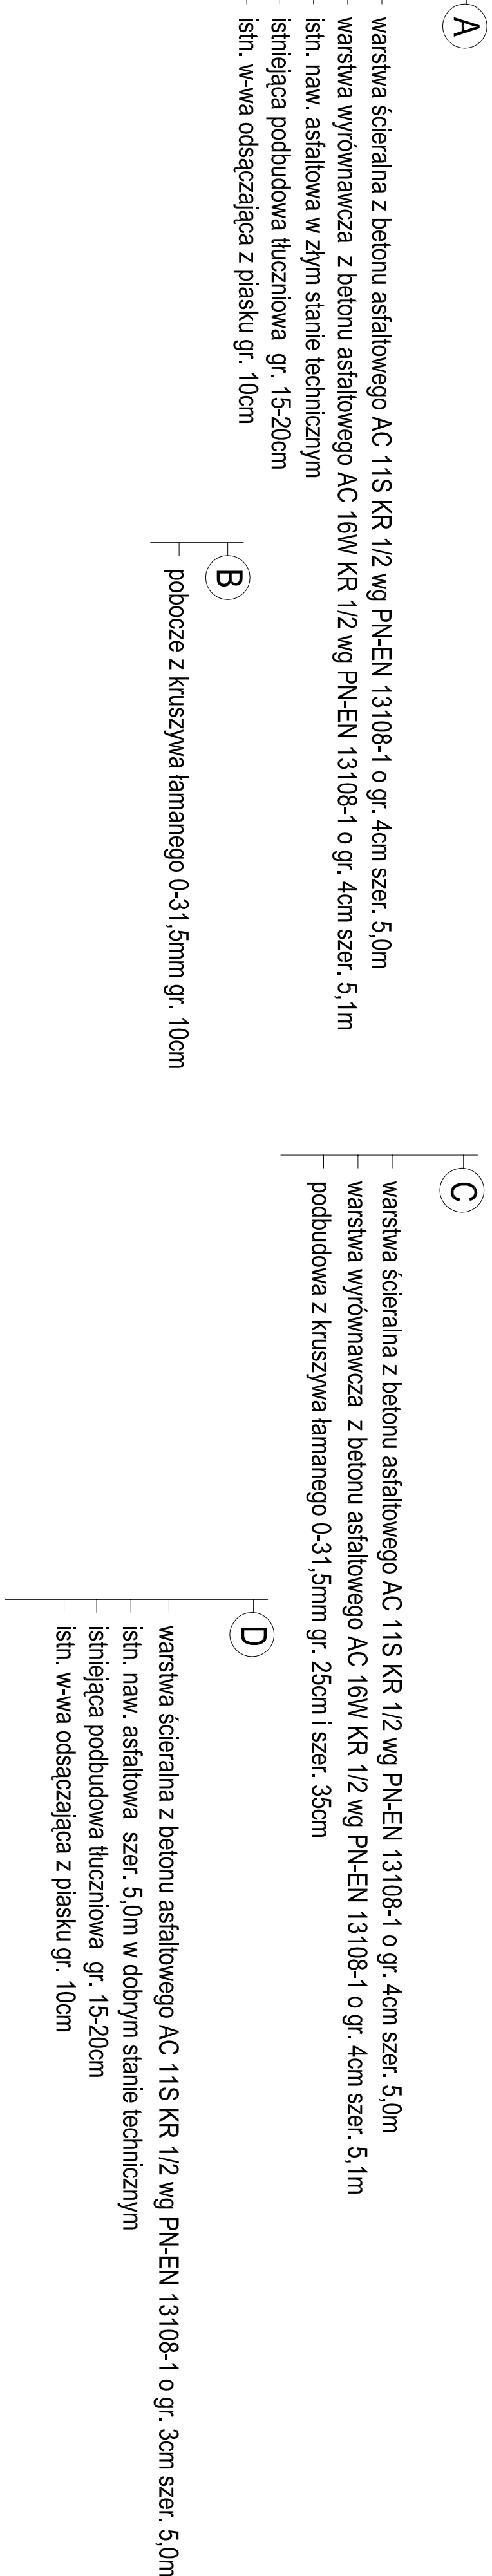 A
warstwa ścieralna z betonu asfaltowego AC 11S KR 1/2 wg PN-EN 13108-1 o gr. 4cm szer. 5,0m
warstwa wyrównawcza z betonu asfaltowego AC 16W KR 1/2 wg PN-EN 13108-1 o gr. 4cm szer. 5,1m
istn. naw. asfaltowa w złym stanie technicznym
istniejąca podbudowa tłuczniowa gr. 15-20cm
istn. w-wa odsączająca z piasku gr. 10cm
B
pobocze z kruszywa łamanego 0-31,5mm gr. 10cm
C
warstwa ścieralna z betonu asfaltowego AC 11S KR 1/2 wg PN-EN 13108-1 o gr. 4cm szer. 5,0m
warstwa wyrównawcza z betonu asfaltowego AC 16W KR 1/2 wg PN-EN 13108-1 o gr. 4cm szer. 5,1m
podbudowa z kruszywa łamanego 0-31,5mm gr. 25cm i szer. 35cm
D
warstwa ścieralna z betonu asfaltowego AC 11S KR 1/2 wg PN-EN 13108-1 o gr. 3cm szer. 5,0m
istn. naw. asfaltowa szer. 5,0m w dobrym stanie technicznym
istniejąca podbudowa tłuczniowa gr. 15-20cm
istn. w-wa odsączająca z piasku gr. 10cm